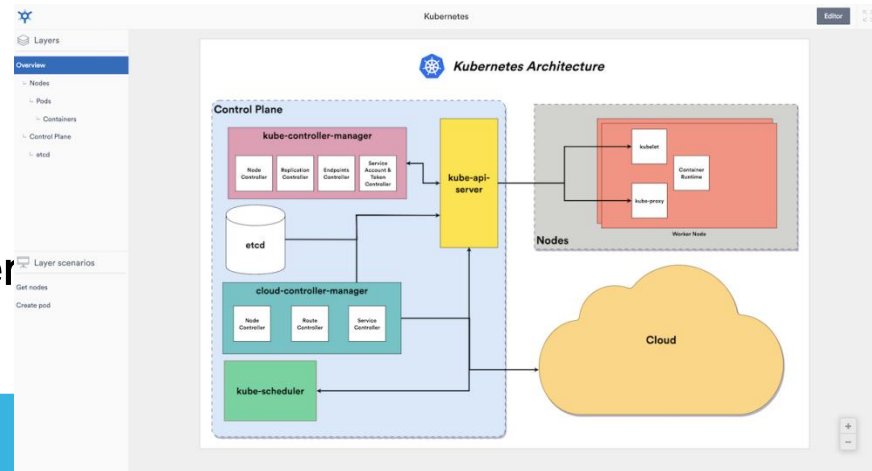 Kubernetes
Editor
Layers
Overview
Nodes
Pods
Containers
Control Plane
etcd
er
Layer scenarios
Get nodes
Create pod
Kubernetes Architecture
Control Plane
kube-controller-manager
Node
Controller
Replication
Controller
Endpoints
Controller
Service
Account &
Token
Controller
kube-api-
server
etcd
cloud-controller-manager
Node
Controller
Route
Controller
Service
Controller
kube-scheduler
kubelet
Container
Runtime
kube-proxy
Worker Node
Nodes
Cloud